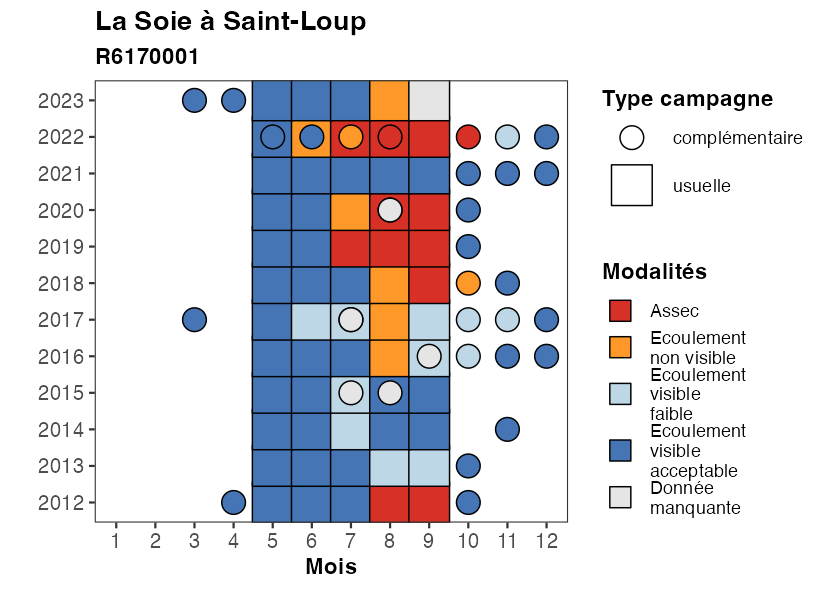 La Soie à Saint-Loup
R6170001
2023
2022
2021
2020
2019
2018
2017
2016
2015
2014
2013
2012
1 2 3 4 5 6 7 8 9 10 11 12
Mois
Type campagne
complémentaire
usuelle
Modalités
Assec
Ecoulement
non visible
Ecoulement
visible
faible
Ecoulement
visible
acceptable
Donnée
manquante